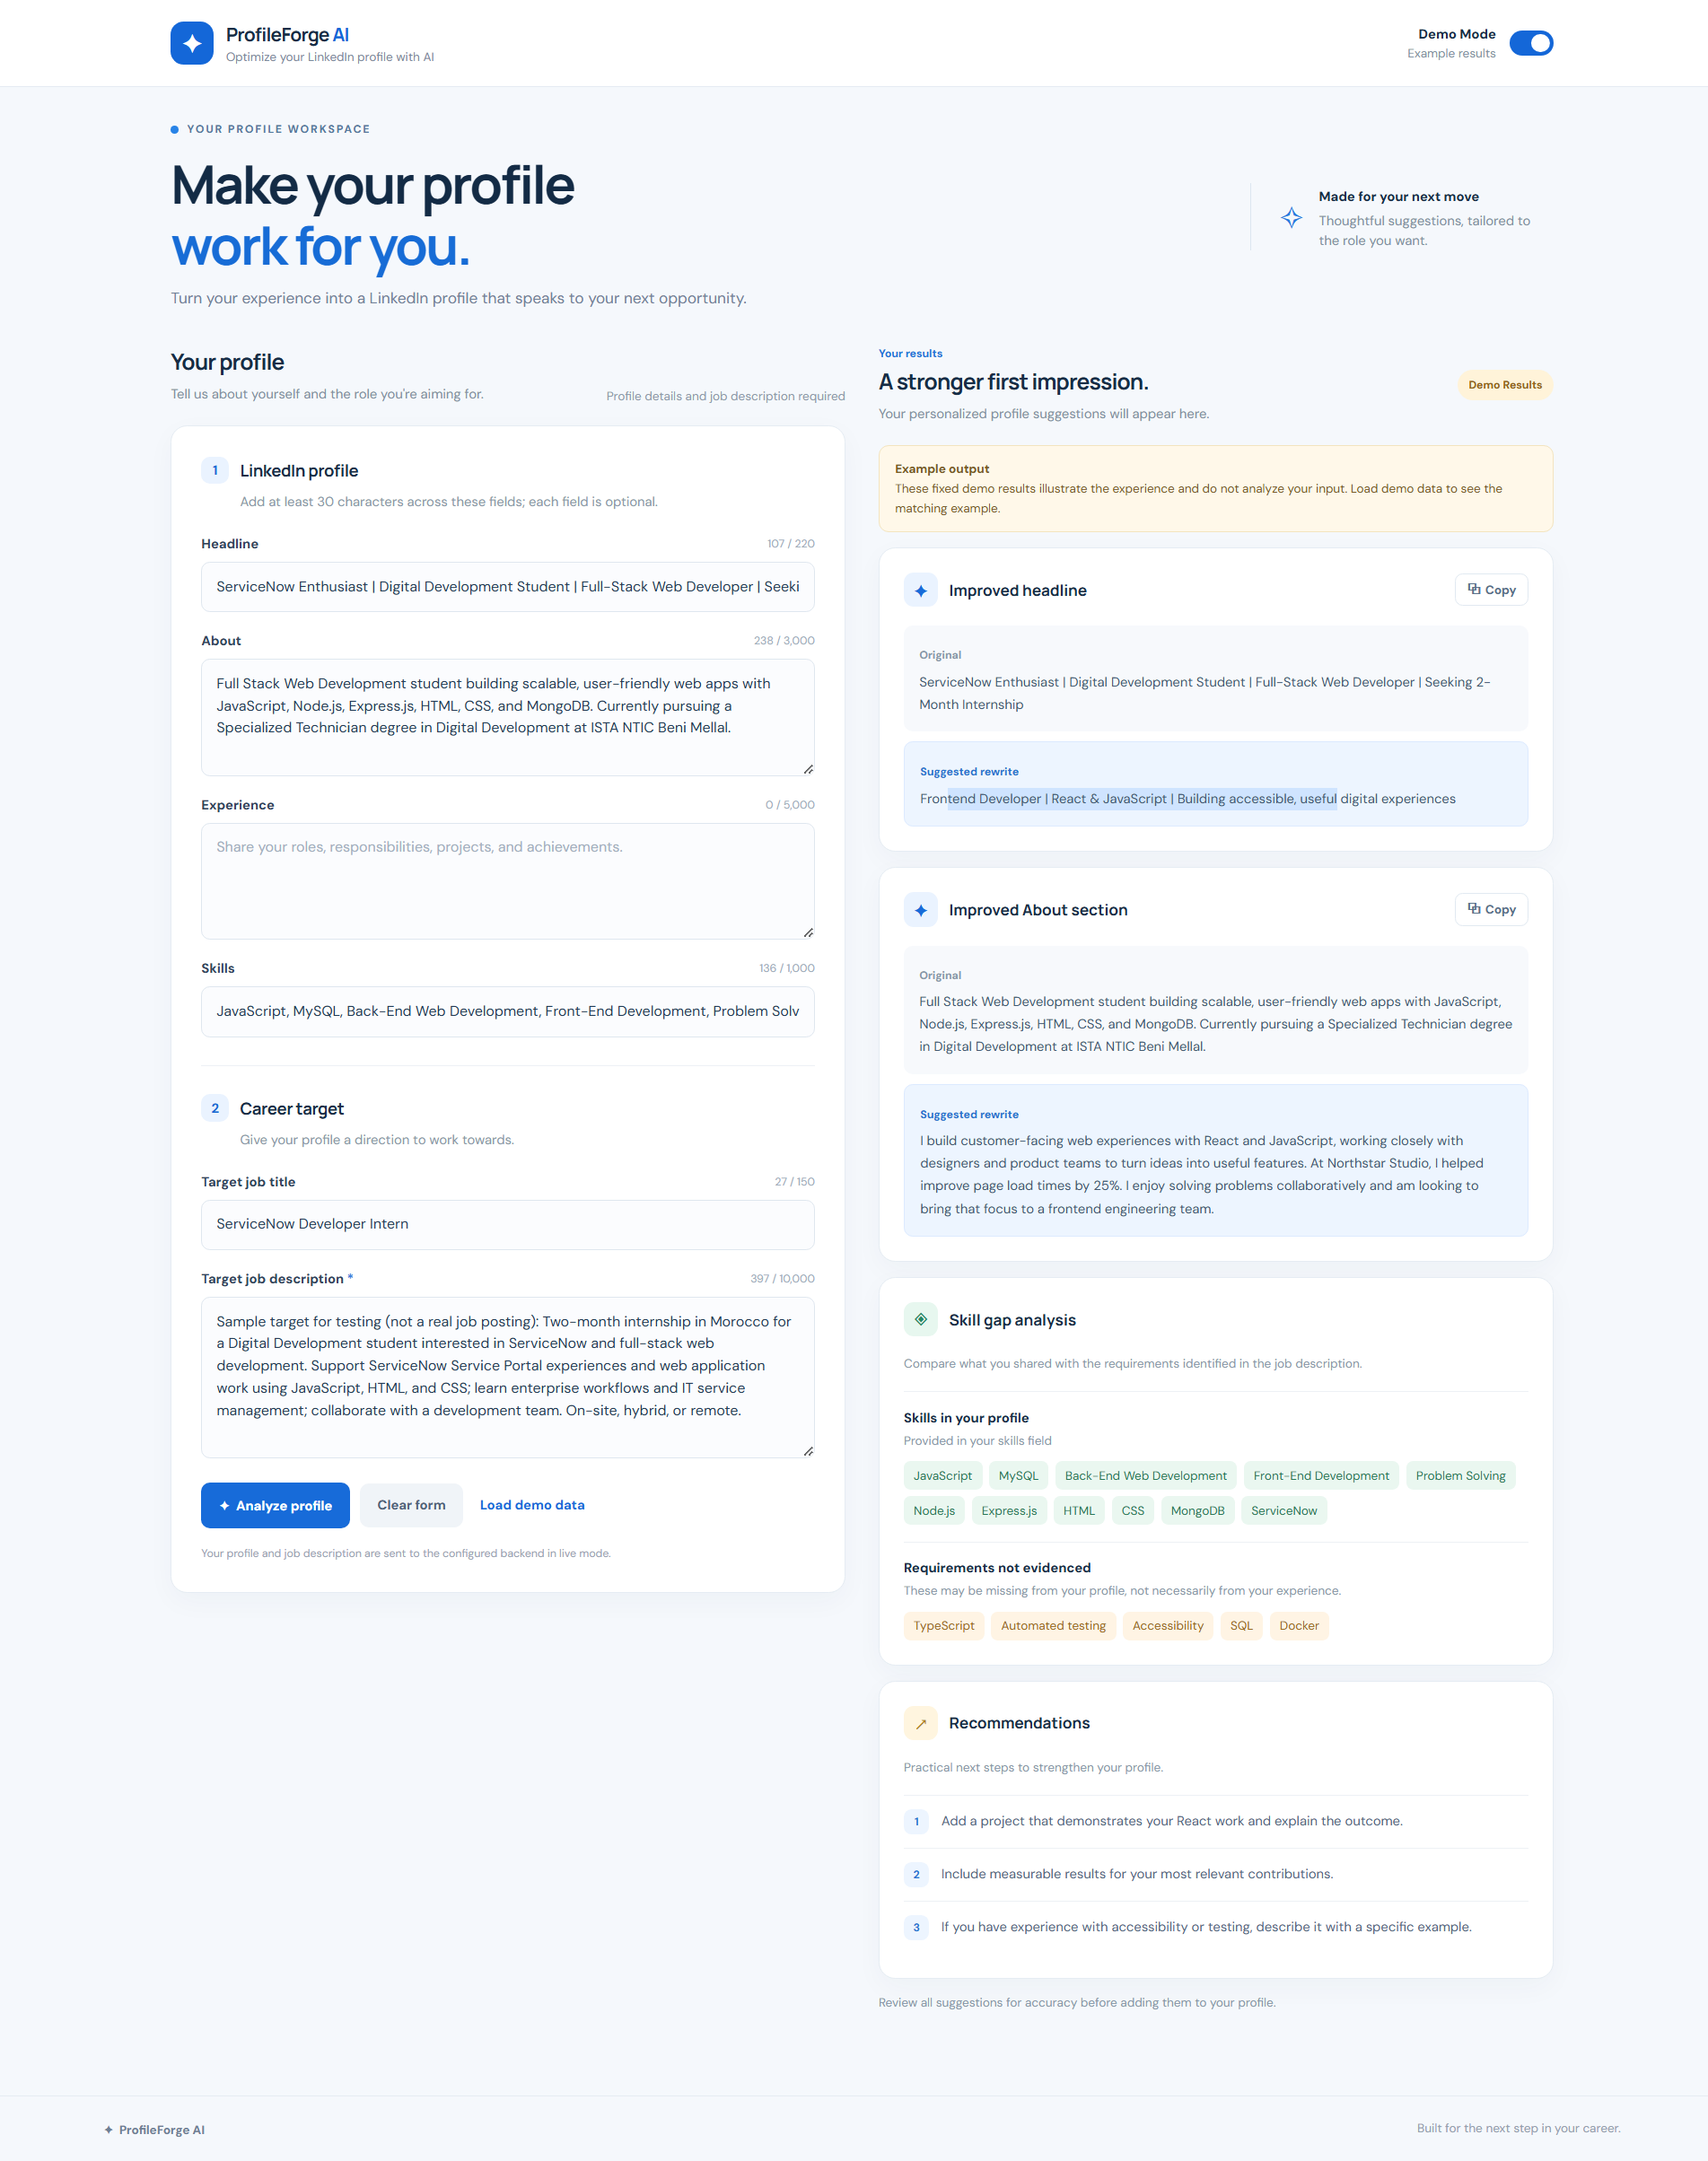 ProfileForge AI
Optimize your LinkedIn profile with AI
Demo Mode
Example results
YOUR PROFILE WORKSPACE
Make your profile
work for you.
Turn your experience into a LinkedIn profile that speaks to your next opportunity.
Made for your next move
Thoughtful suggestions, tailored to
the role you want.
Your profile
Tell us about yourself and the role you're aiming for.
Profile details and job description required
1
LinkedIn profile
Add at least 30 characters across these fields; each field is optional.
Headline
107 / 220
ServiceNow Enthusiast | Digital Development Student | Full-Stack Web Developer | Seeki
About
238 / 3,000
Full Stack Web Development student building scalable, user-friendly web apps with
JavaScript, Node.js, Express.js, HTML, CSS, and MongoDB. Currently pursuing a
Specialized Technician degree in Digital Development at ISTA NTIC Beni Mellal.
Experience
0 / 5,000
Share your roles, responsibilities, projects, and achievements.
Skills
136 / 1,000
JavaScript, MySQL, Back-End Web Development, Front-End Development, Problem Solv
2
Career target
Give your profile a direction to work towards.
Target job title
27 / 150
ServiceNow Developer Intern
Target job description *
397 / 10,000
Sample target for testing (not a real job posting): Two-month internship in Morocco for
a Digital Development student interested in ServiceNow and full-stack web
development. Support ServiceNow Service Portal experiences and web application
work using JavaScript, HTML, and CSS; learn enterprise workflows and IT service
management; collaborate with a development team. On-site, hybrid, or remote.
Analyze profile
Clear form
Load demo data
Your profile and job description are sent to the configured backend in live mode.
Your results
A stronger first impression.
Your personalized profile suggestions will appear here.
Demo Results
Example output
These fixed demo results illustrate the experience and do not analyze your input. Load demo data to see the
matching example.
Improved headline
Copy
Original
ServiceNow Enthusiast | Digital Development Student | Full-Stack Web Developer | Seeking 2-
Month Internship
Suggested rewrite
Frontend Developer | React & JavaScript | Building accessible, useful digital experiences
Improved About section
Copy
Original
Full Stack Web Development student building scalable, user-friendly web apps with JavaScript,
Node.js, Express.js, HTML, CSS, and MongoDB. Currently pursuing a Specialized Technician degree
in Digital Development at ISTA NTIC Beni Mellal.
Suggested rewrite
I build customer-facing web experiences with React and JavaScript, working closely with
designers and product teams to turn ideas into useful features. At Northstar Studio, I helped
improve page load times by 25%. I enjoy solving problems collaboratively and am looking to
bring that focus to a frontend engineering team.
Skill gap analysis
Compare what you shared with the requirements identified in the job description.
Skills in your profile
Provided in your skills field
JavaScript MySQL Back-End Web Development Front-End Development Problem Solving
Node.js Express.js HTML CSS MongoDB ServiceNow
Requirements not evidenced
These may be missing from your profile, not necessarily from your experience.
TypeScript Automated testing Accessibility SQL Docker
Recommendations
Practical next steps to strengthen your profile.
1 Add a project that demonstrates your React work and explain the outcome.
2 Include measurable results for your most relevant contributions.
3 If you have experience with accessibility or testing, describe it with a specific example.
Review all suggestions for accuracy before adding them to your profile.
ProfileForge AI
Built for the next step in your career.